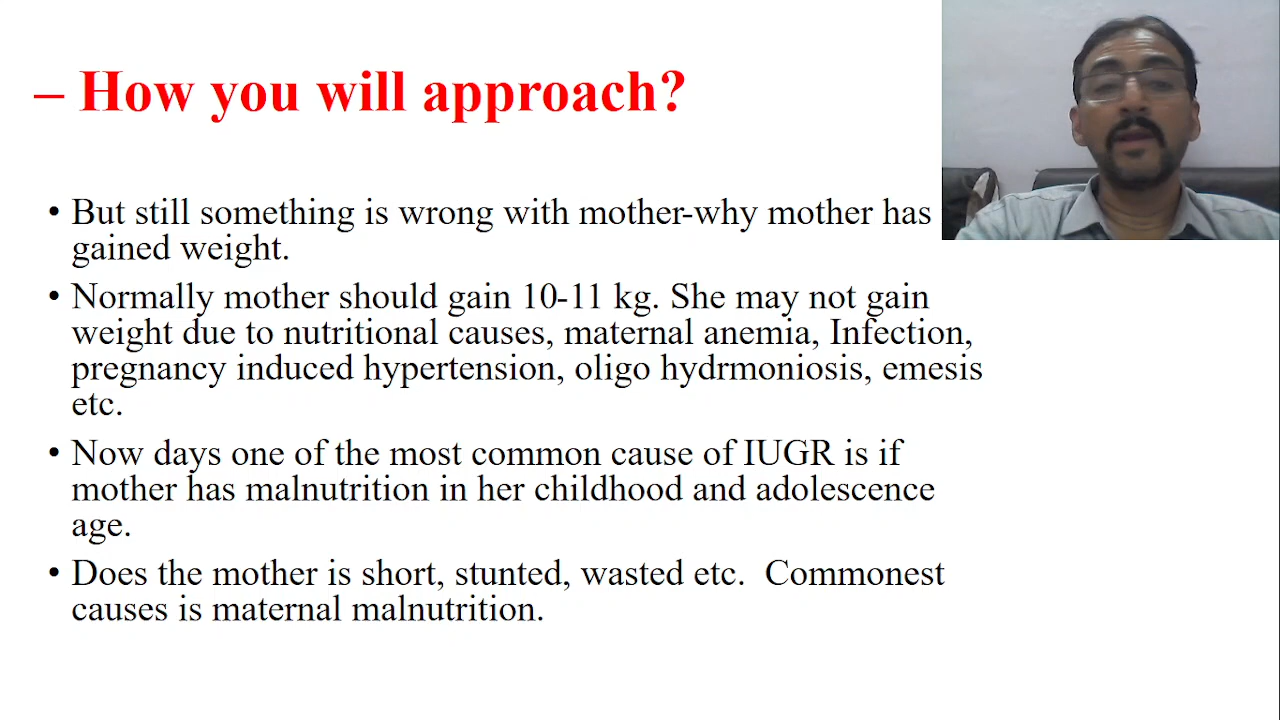 – How you will approach?
• But still something is wrong with mother-why mother has
gained weight.
• Normally mother should gain 10-11 kg. She may not gain
weight due to nutritional causes, maternal anemia, Infection,
pregnancy induced hypertension, oligo hydrmoniosis, emesis
etc.
• Now days one of the most common cause of IUGR is if
mother has malnutrition in her childhood and adolescence
age.
• Does the mother is short, stunted, wasted etc.  Commonest
causes is maternal malnutrition.